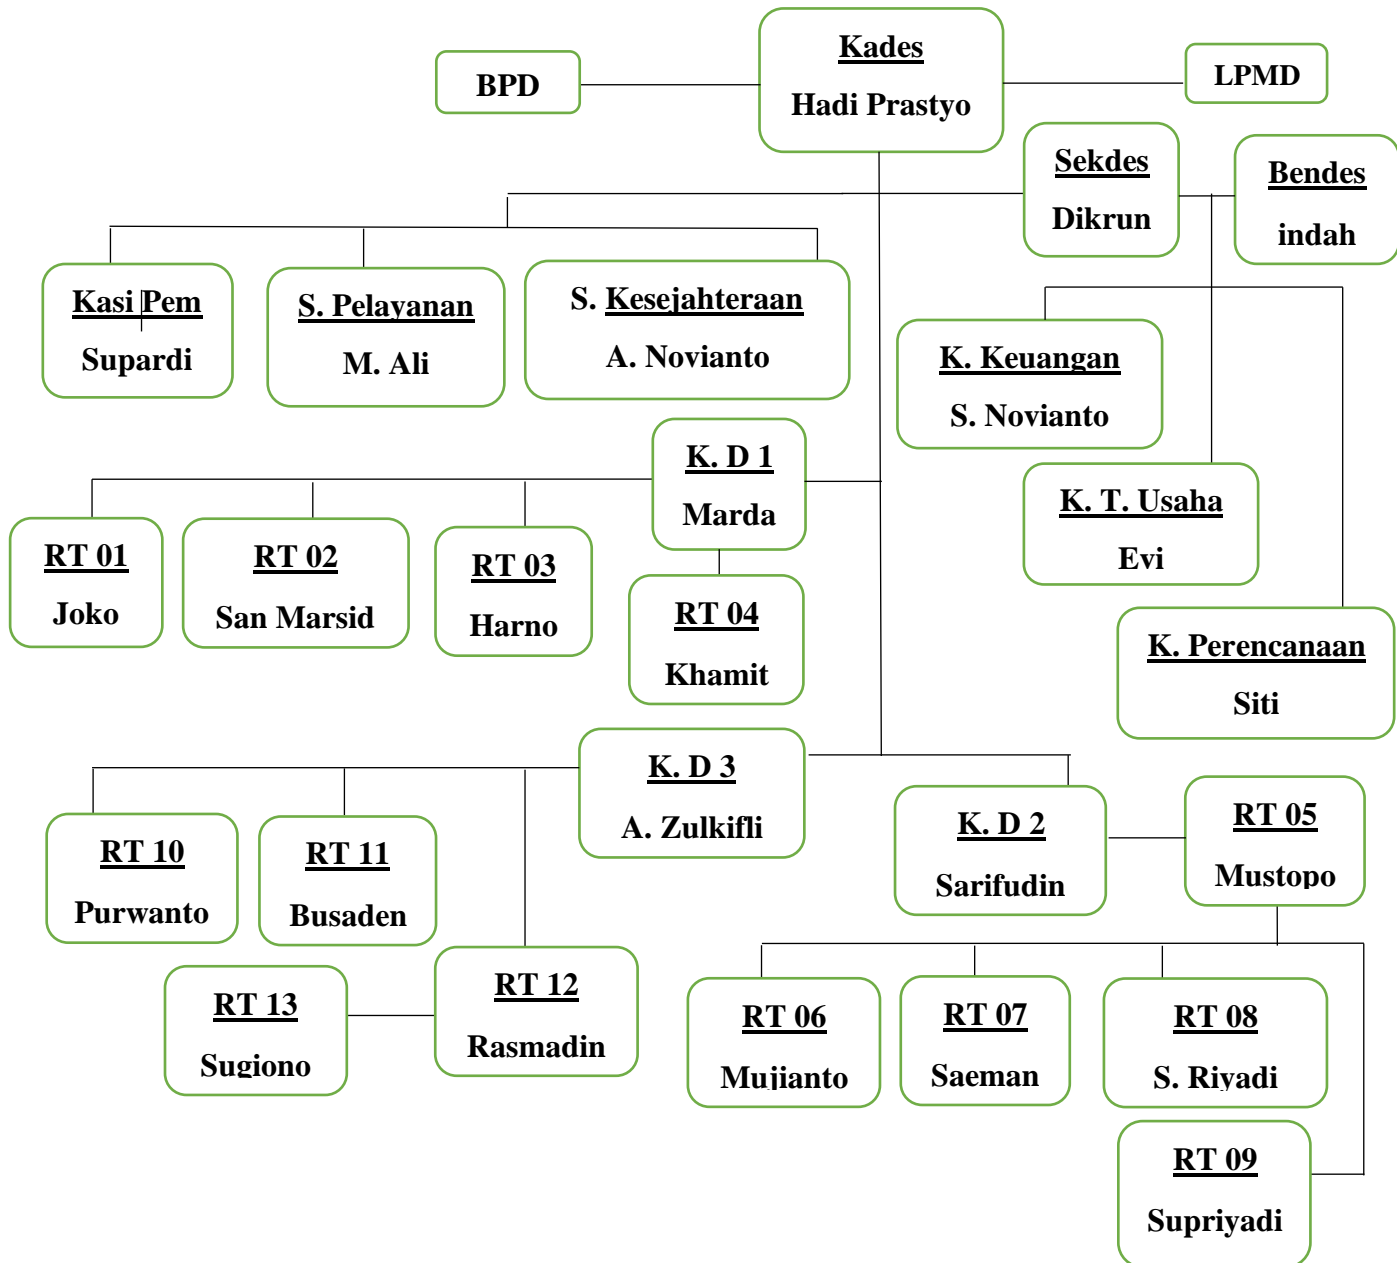 Kades
Hadi Prastyo
BPD
LPMD
Sekdes
Dikrun
Bendes
indah
Kasi Pem
Supardi
S. Pelayanan
M. Ali
S. Kesejahteraan
A. Novianto
K. Keuangan
S. Novianto
K. T. Usaha
Evi
K. Perencanaan
Siti
K. D 1
Marda
RT 01
Joko
RT 02
San Marsid
RT 03
Harno
RT 04
Khamit
K. D 3
A. Zulkifli
K. D 2
Sarifudin
RT 05
Mustopo
RT 10
Purwanto
RT 11
Busaden
RT 12
Rasmadin
RT 13
Sugiono
RT 06
Mujianto
RT 07
Saeman
RT 08
S. Riyadi
RT 09
Supriyadi